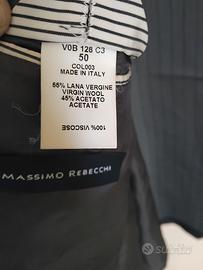 V0B 128 C3
50
COL003
MADE IN ITALY
55% LANA VERGINE
VIRGIN WOOL
45% ACETATO
ACETATE
100% VISCOSE
MASSIMO REBECCHI
Subito